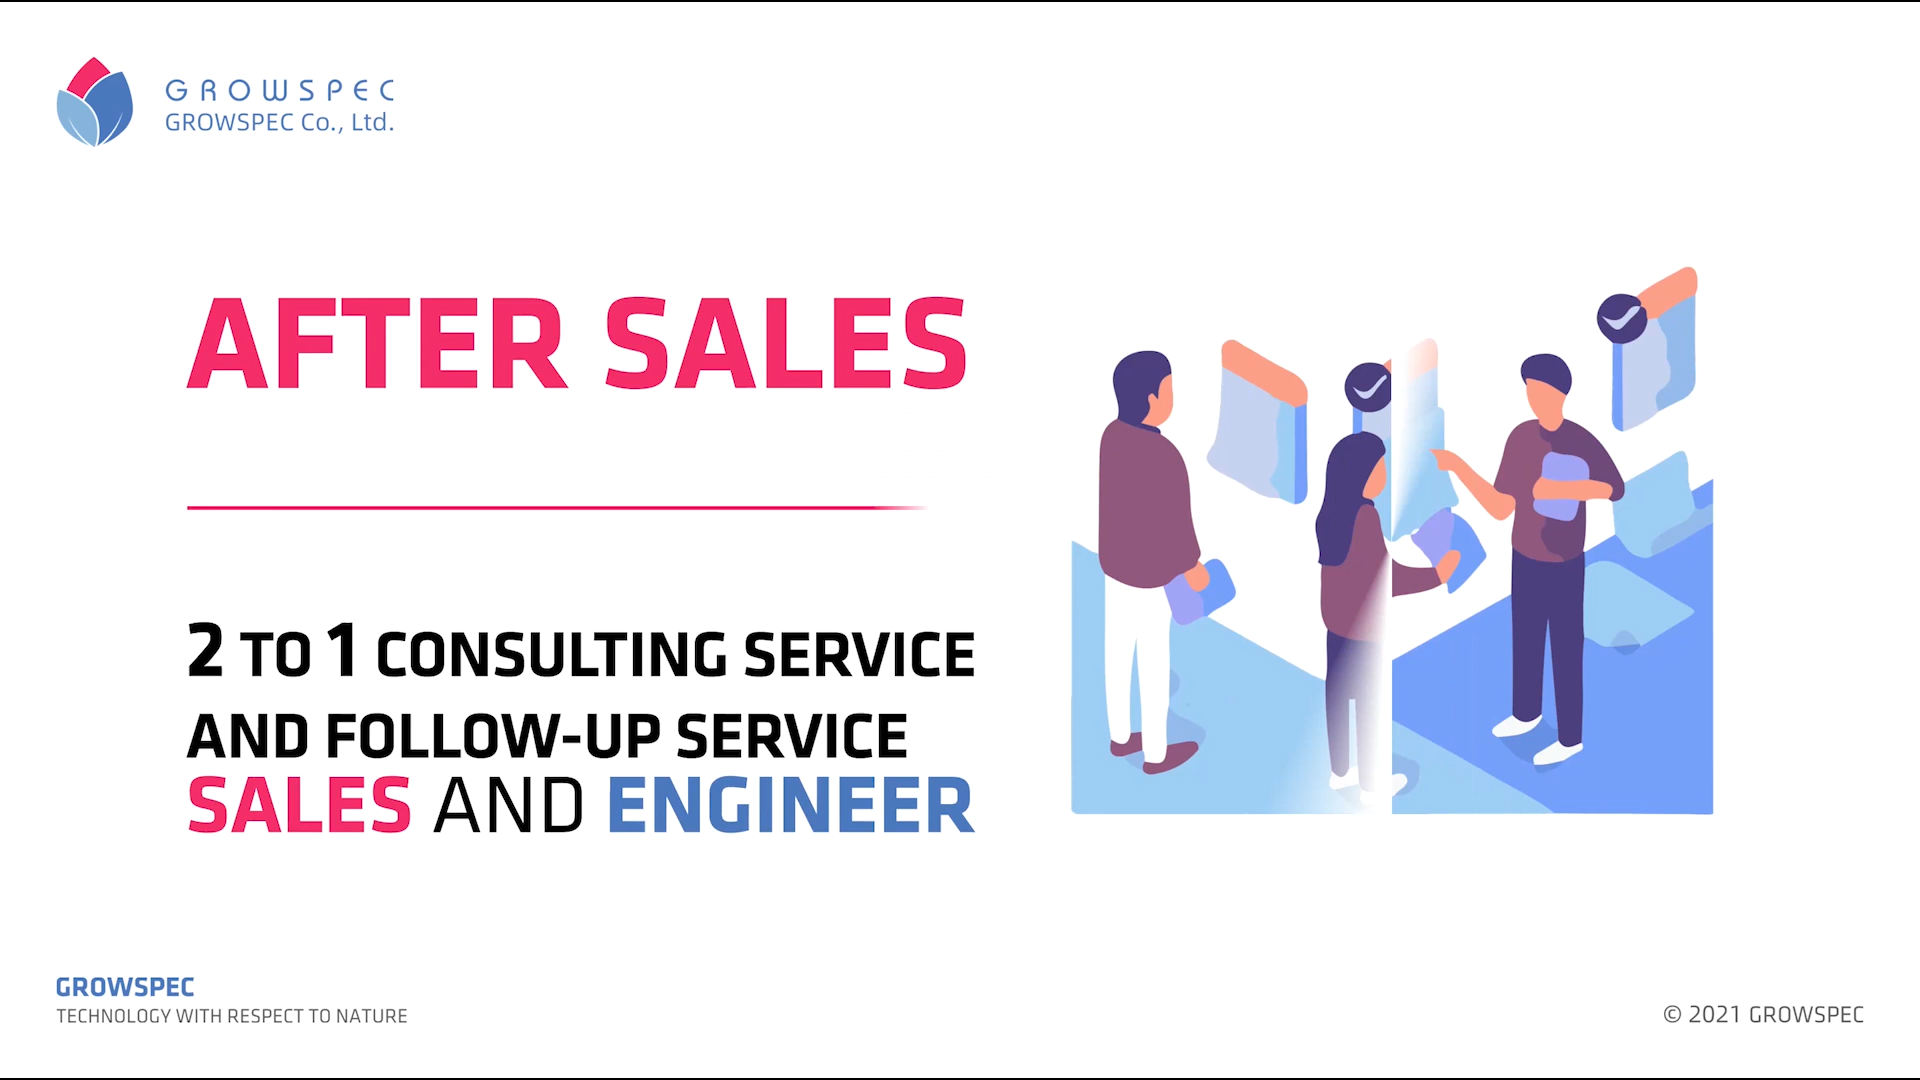 GROWSPEC
GROWSPEC Co., Ltd.
AFTER SALES
2 TO 1 CONSULTING SERVICE
AND FOLLOW-UP SERVICE
SALES AND ENGINEER
GROWSPEC
TECHNOLOGY WITH RESPECT TO NATURE
© 2021 GROWSPEC